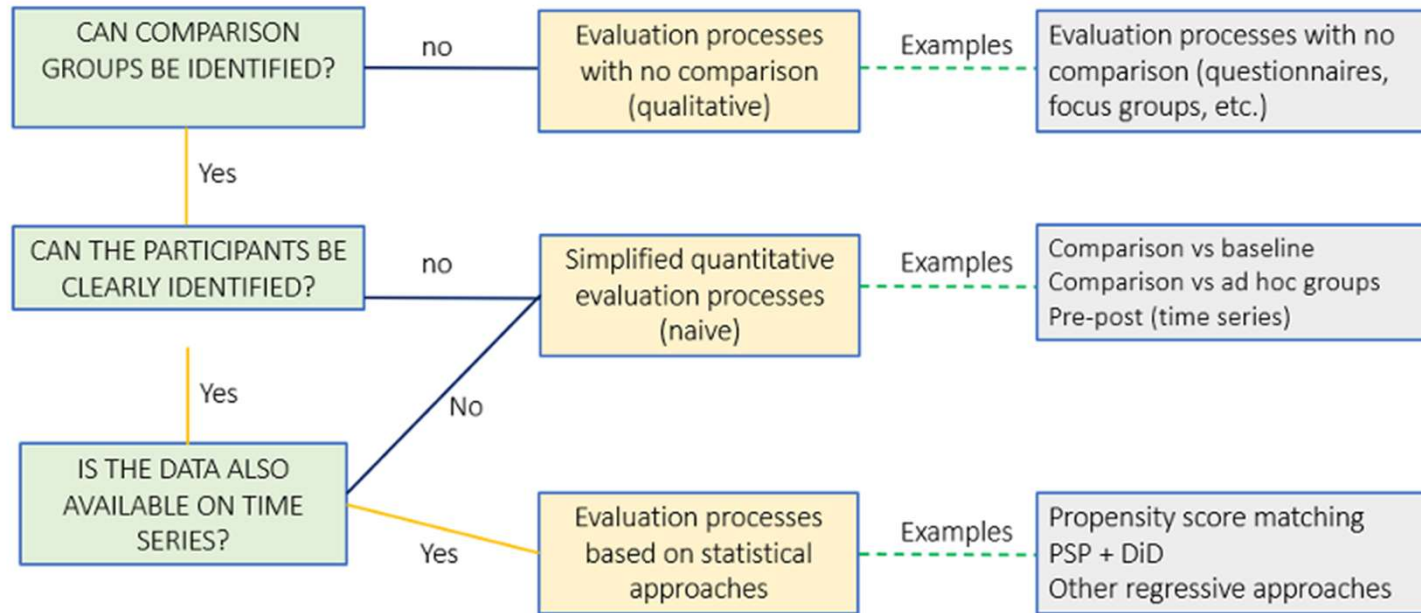 CAN COMPARISON
GROUPS BE IDENTIFIED?
no
Evaluation processes
with no comparison
(qualitative)
Examples
Evaluation processes with no
comparison (questionnaires,
focus groups, etc.)
Yes
CAN THE PARTICIPANTS BE
CLEARLY IDENTIFIED?
no
Simplified quantitative
evaluation processes
(naive)
Examples
Comparison vs baseline
Comparison vs ad hoc groups
Pre-post (time series)
Yes
No
IS THE DATA ALSO
AVAILABLE ON TIME
SERIES?
Yes
Evaluation processes
based on statistical
approaches
Examples
Propensity score matching
PSP + DiD
Other regressive approaches